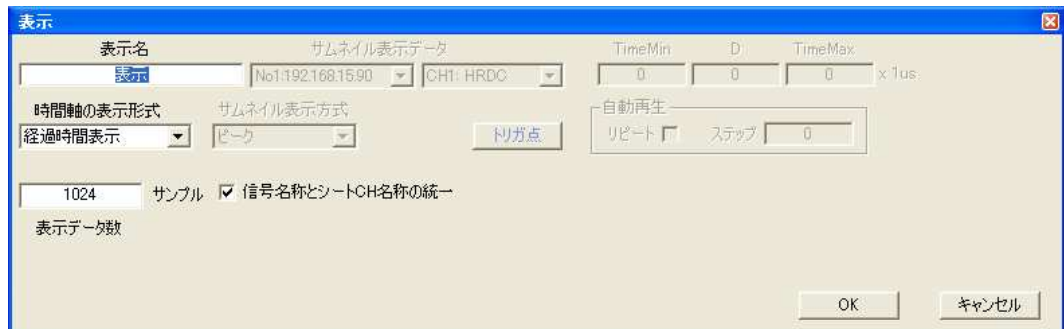 表示
表示名 サムネイル表示データ TimeMin D TimeMax
表示 No1:192.168.15.90 CH1: HRDC 0 0 0 x 1us
時間軸の表示形式 サムネイル表示方式 自動再生
経過時間表示 ピーク トリガ点 リピート ステップ 0
1024 サンプル 信号名称とシートCH名称の統一
表示データ数
OK キャンセル